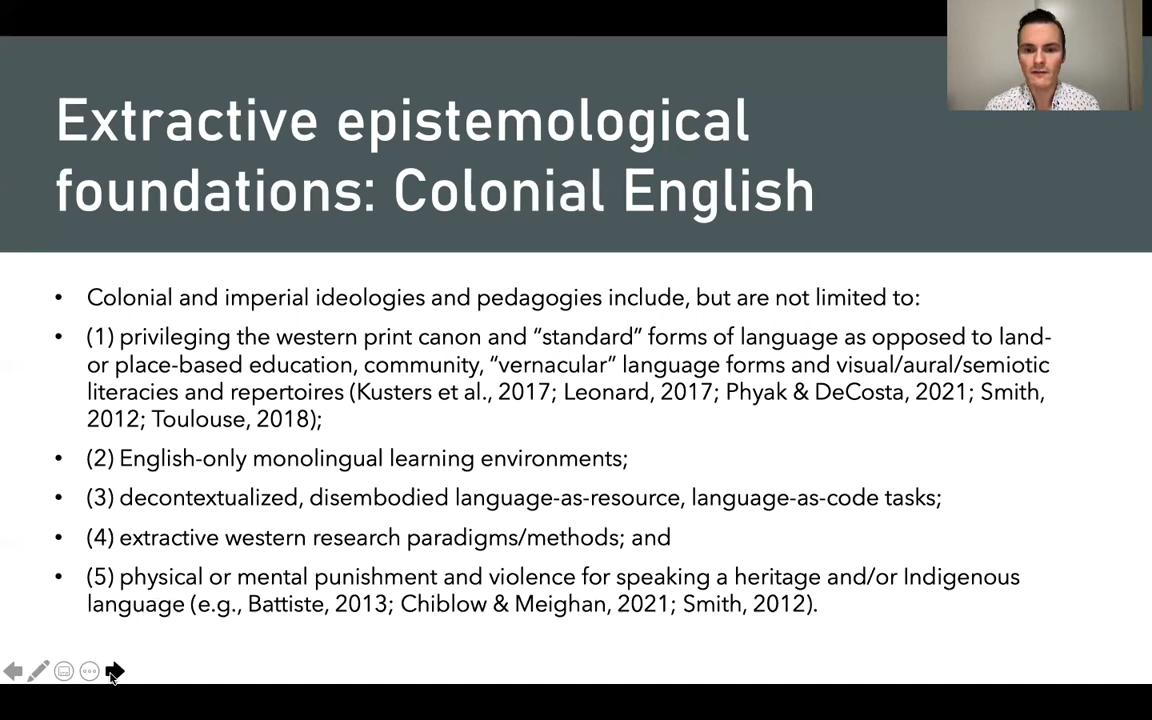 Extractive epistemological
foundations: Colonial English
• Colonial and imperial ideologies and pedagogies include, but are not limited to:
• (1) privileging the western print canon and “standard” forms of language as opposed to land-
or place-based education, community, “vernacular” language forms and visual/aural/semiotic
literacies and repertoires (Kusters et al., 2017; Leonard, 2017; Phyak & DeCosta, 2021; Smith,
2012; Toulouse, 2018);
• (2) English-only monolingual learning environments;
• (3) decontextualized, disembodied language-as-resource, language-as-code tasks;
• (4) extractive western research paradigms/methods; and
• (5) physical or mental punishment and violence for speaking a heritage and/or Indigenous
language (e.g., Battiste, 2013; Chiblow & Meighan, 2021; Smith, 2012).